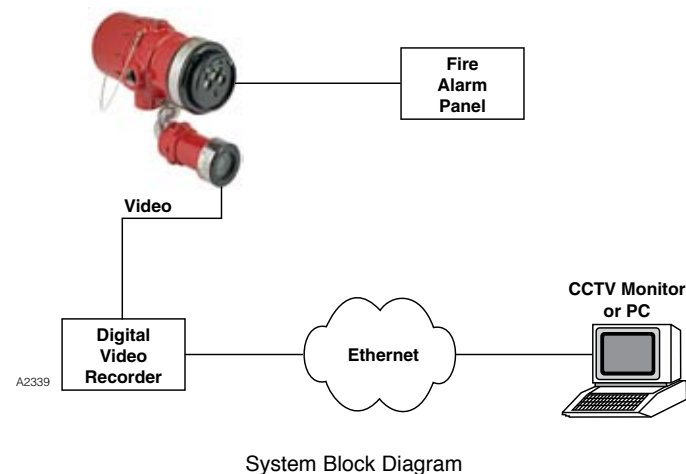 Fire
Alarm
Panel
Video
CCTV Monitor
or PC
Digital
Video
Recorder
Ethernet
A2339
System Block Diagram